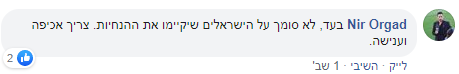 Nir Orgad בעד, לא סומך על הישראלים שיקיימו את ההנחיות. צריך אכיפה
וענישה.
2
לייק · השיבי · 1 שב'